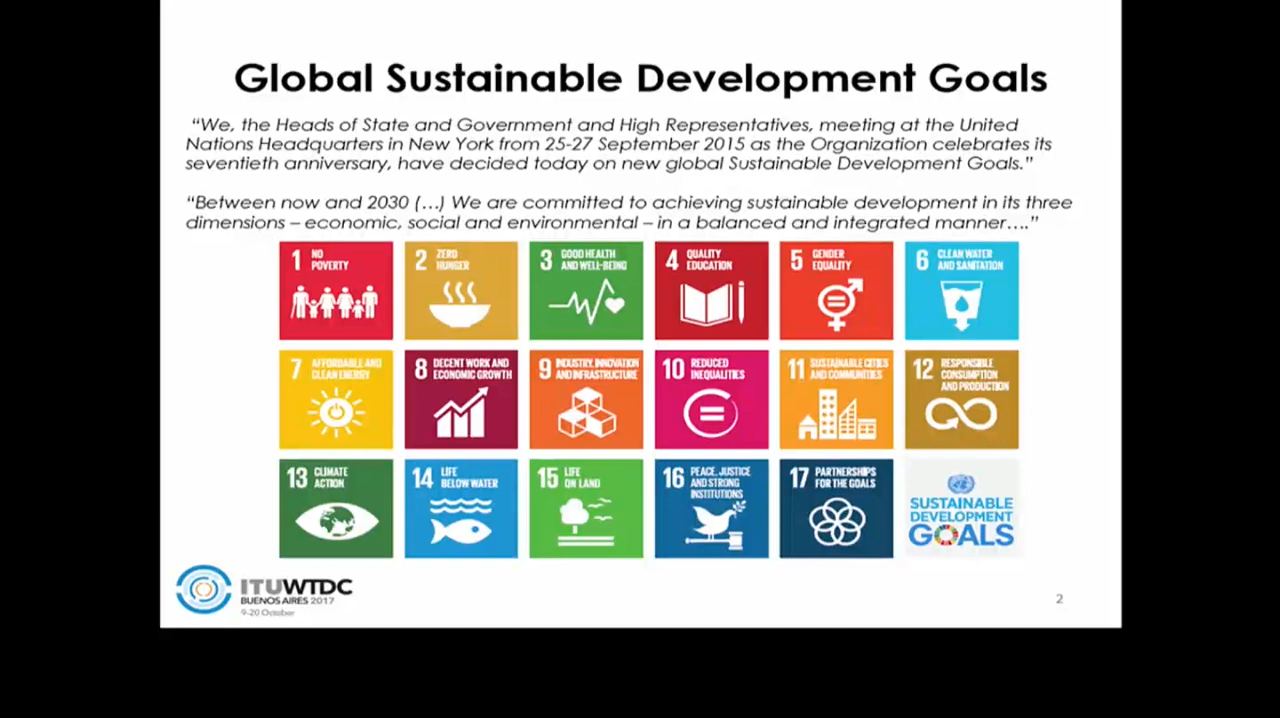 Global Sustainable Development Goals
“We, the Heads of State and Government and High Representatives, meeting at the United
Nations Headquarters in New York from 25-27 September 2015 as the Organization celebrates its
seventieth anniversary, have decided today on new global Sustainable Development Goals.”
“Between now and 2030 (...) We are committed to achieving sustainable development in its three
dimensions – economic, social and environmental – in a balanced and integrated manner....”
1 NO
POVERTY
2 ZERO
HUNGER
3 GOOD HEALTH
AND WELL-BEING
4 QUALITY
EDUCATION
5 GENDER
EQUALITY
6 CLEAN WATER
AND SANITATION
7 AFFORDABLE AND
CLEAN ENERGY
8 DECENT WORK AND
ECONOMIC GROWTH
9 INDUSTRY, INNOVATION
AND INFRASTRUCTURE
10 REDUCED
INEQUALITIES
11 SUSTAINABLE CITIES
AND COMMUNITIES
12 RESPONSIBLE
CONSUMPTION
AND PRODUCTION
13 CLIMATE
ACTION
14 LIFE
BELOW WATER
15 LIFE
ON LAND
16 PEACE, JUSTICE
AND STRONG
INSTITUTIONS
17 PARTNERSHIPS
FOR THE GOALS
SUSTAINABLE
DEVELOPMENT
GOALS
ITUWTDC
BUENOS AIRES 2017
9-20 October
2